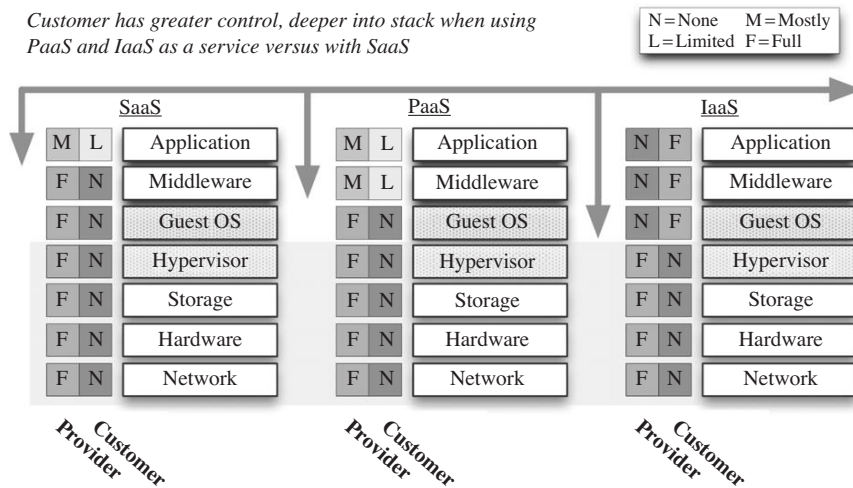 Customer has greater control, deeper into stack when using
PaaS and IaaS as a service versus with SaaS
N=None M=Mostly
L=Limited F=Full
SaaS PaaS IaaS
M L Application M L Application N F Application
F N Middleware M L Middleware N F Middleware
F N Guest OS F N Guest OS N F Guest OS
F N Hypervisor F N Hypervisor F N Hypervisor
F N Storage F N Storage F N Storage
F N Hardware F N Hardware F N Hardware
F N Network F N Network F N Network
Provider Customer Provider Customer Provider Customer